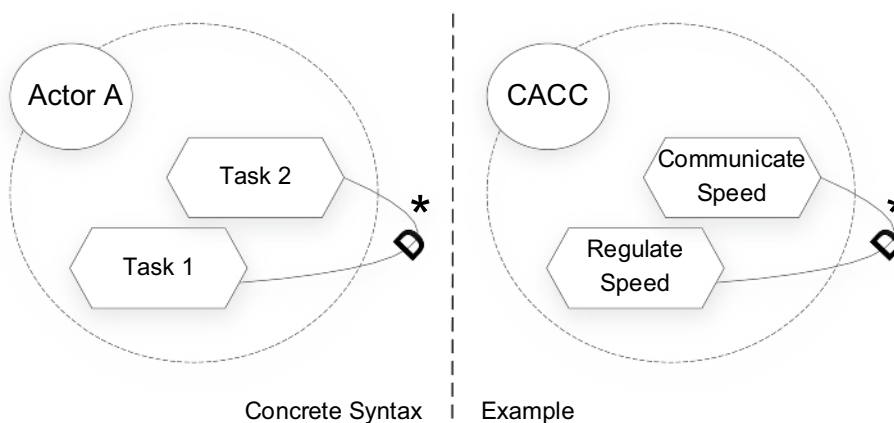 Actor A
Task 2
*
D
Task 1
Concrete Syntax
CACC
Communicate
Speed
*
D
Regulate
Speed
Example